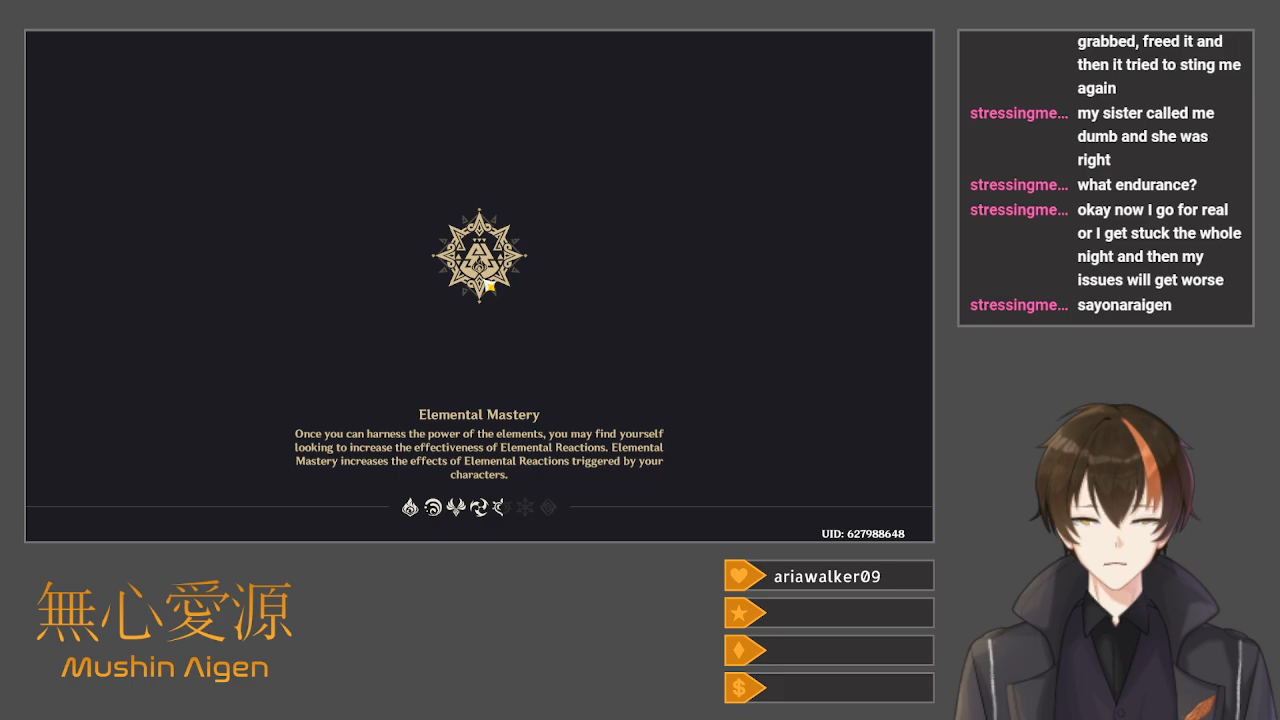 grabbed, freed it and
then it tried to sting me
again
stressingme... my sister called me
dumb and she was
right
stressingme... what endurance?
stressingme... okay now I go for real
or I get stuck the whole
night and then my
issues will get worse
stressingme... sayonaraigen
Elemental Mastery
Once you can harness the power of the elements, you may find yourself
looking to increase the effectiveness of Elemental Reactions. Elemental
Mastery increases the effects of Elemental Reactions triggered by your
characters.
UID: 627988648
ariawalker09
無心愛源
Mushin Aigen